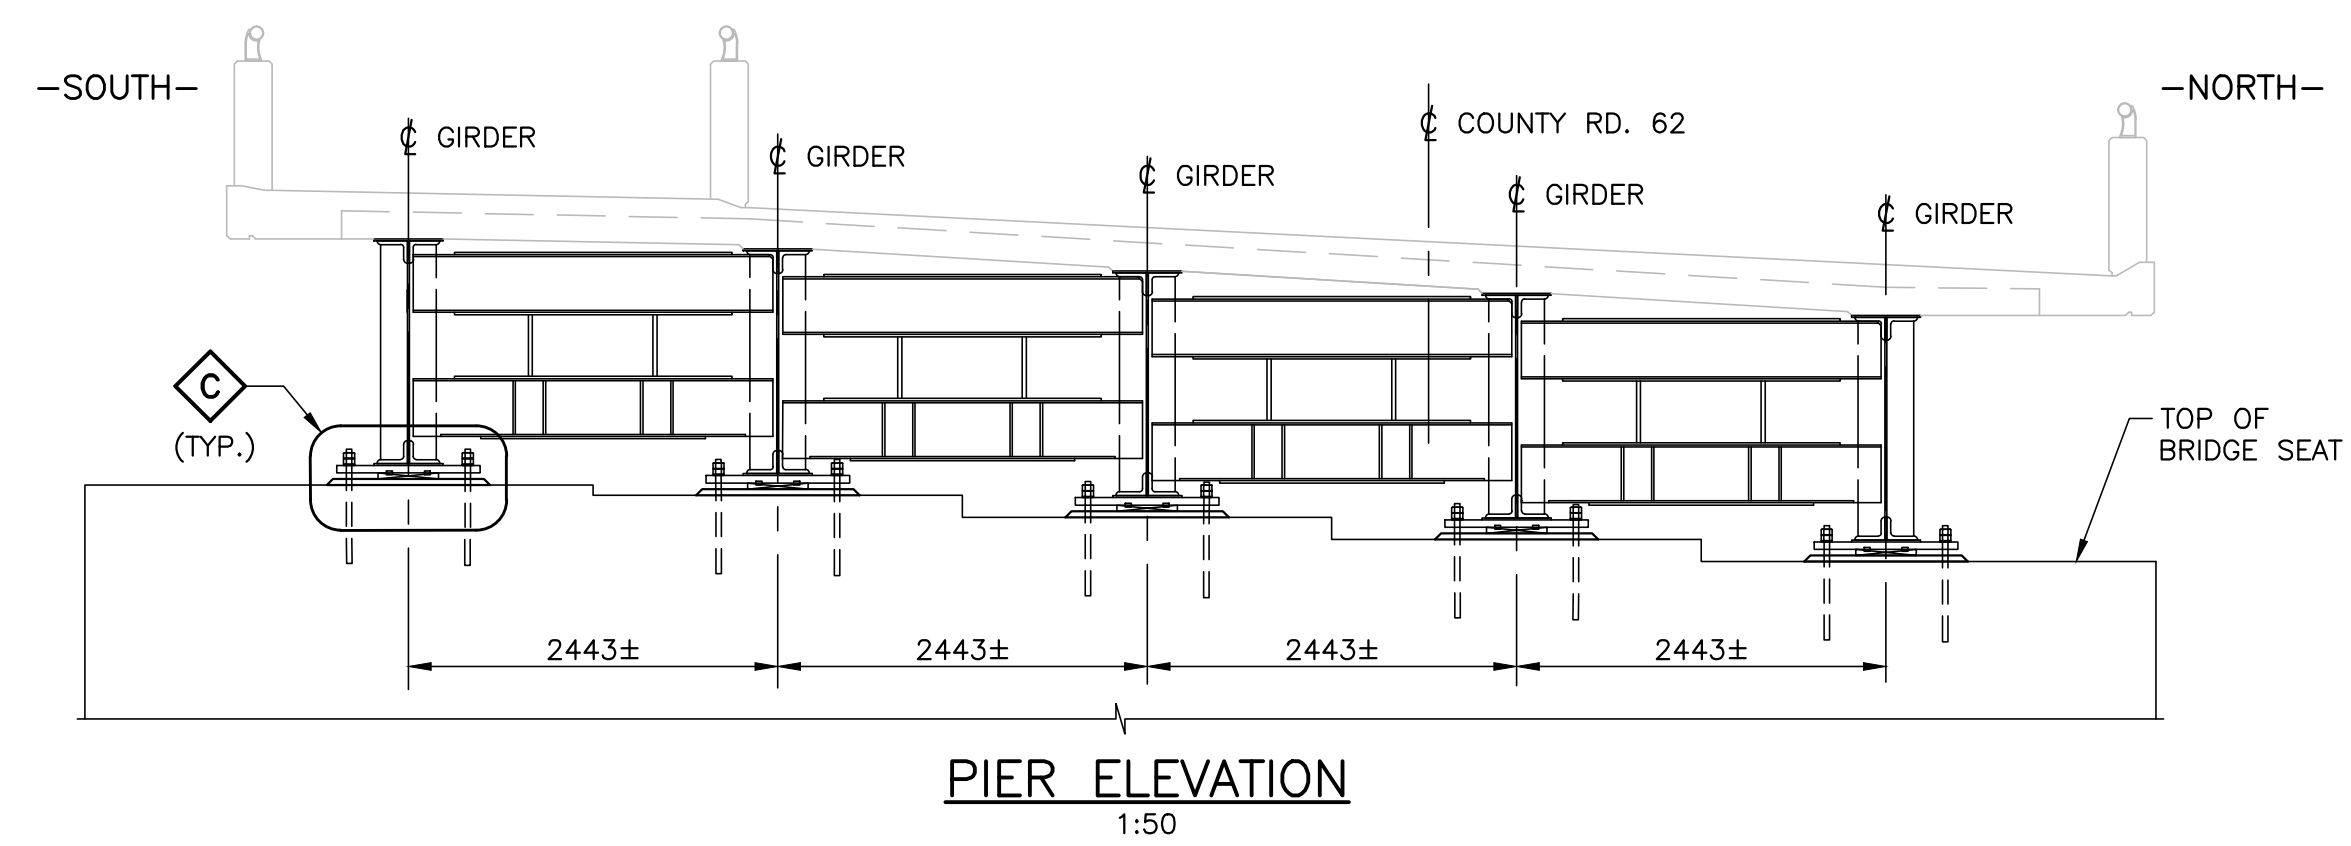 -SOUTH-
-NORTH-
℄ GIRDER
℄ GIRDER
℄ GIRDER
℄ COUNTY RD. 62
℄ GIRDER
℄ GIRDER
C
(TYP.)
TOP OF
BRIDGE SEAT
2443±
2443±
2443±
2443±
PIER ELEVATION
1:50